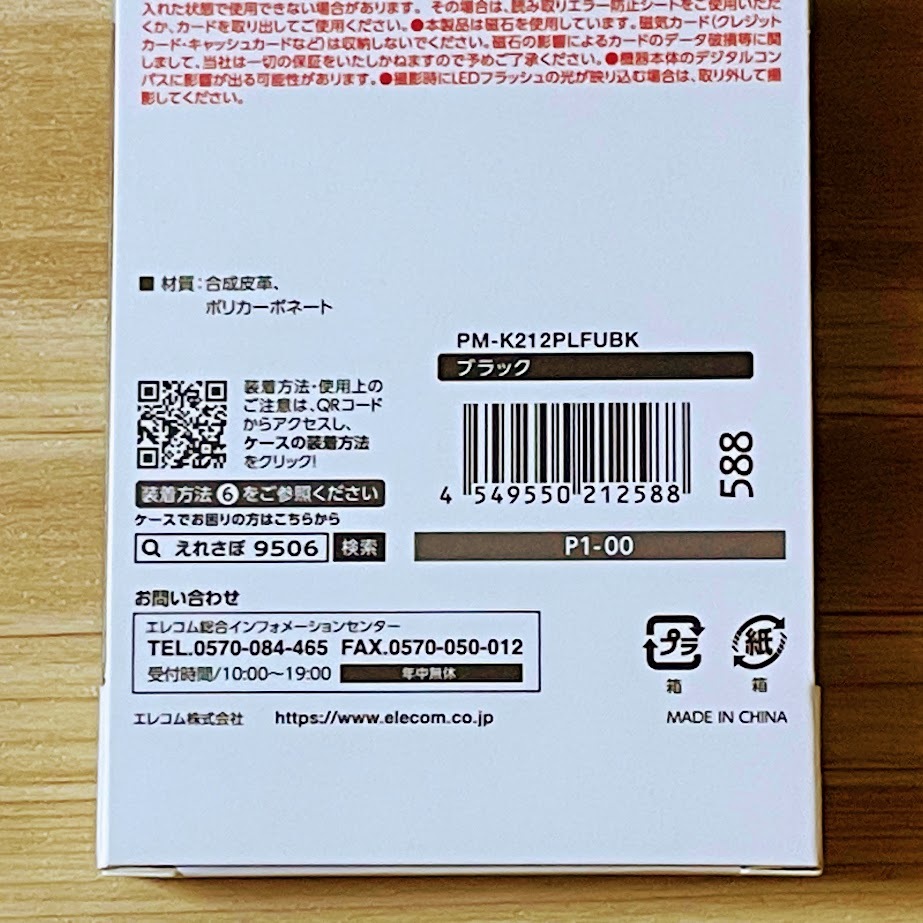 入れた状態で使用できない場合があります。その場合は、読み取りエラー防止シートをご使用いただ
くか、カードを取り出してご使用ください。●本製品は磁石を使用しています。磁気カード(クレジット
カード・キャッシュカードなど)は収納しないでください。磁石の影響によるカードのデータ破損等に関
しまして、当社は一切の保証をいたしかねますので予めご了承ください。●機器本体のデジタルコン
パスに影響が出る可能性があります。●撮影時にLEDフラッシュの光が映り込む場合は、取り外して撮
影してください。
■ 材質:合成皮革、
ポリカーボネート
PM-K212PLFUBK
ブラック
装着方法・使用上の
ご注意は、QRコード
からアクセスし、
ケースの装着方法
をクリック!
装着方法❻をご参照ください
ケースでお困りの方はこちらから
えれさぽ 9506 検索
4 549550 212588
588
P1-00
お問い合わせ
エレコム総合インフォメーションセンター
TEL.0570-084-465 FAX.0570-050-012
受付時間/10:00～19:00 年中無休
エレコム株式会社 https://www.elecom.co.jp
プラ
箱
紙
箱
MADE IN CHINA